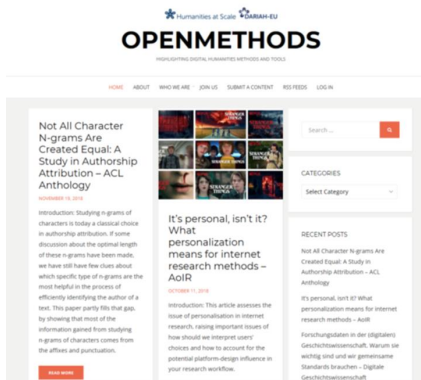 Humanities at Scale DARIAH-EU
OPENMETHODS
HIGHLIGHTING DIGITAL HUMANITIES METHODS AND TOOLS
HOME ABOUT WHO WE ARE JOIN US SUBMIT A CONTENT RSS FEEDS LOG IN
Not All Character
N-grams Are
Created Equal: A
Study in Authorship
Attribution – ACL
Anthology
NOVEMBER 15, 2018
Introduction: Studying n-grams of
characters is today a classical choice
in authorship attribution. If some
discussion about the optimal length
of these n-grams have been made,
we have still have few clues about
which specific type of n-grams are the
most helpful in the process of
efficiently identifying the author of a
text. This paper partly fills that gap,
by showing that most of the
information gained from studying
n-grams of characters comes from
the affixes and punctuation.
READ MORE
STRANGER THINGS
It's personal, isn't it?
What
personalization
means for internet
research methods –
AoIR
OCTOBER 11, 2018
Introduction: This article assesses the
issue of personalisation in internet
research, raising important issues of
how should we interpret users'
choices and how to account for the
potential platform-design influence in
your research workflow.
Search ...
CATEGORIES
Select Category
RECENT POSTS
Not All Character N-grams Are
Created Equal: A Study in
Authorship Attribution – ACL
Anthology
It's personal, isn't it? What
personalization means for internet
research methods – AoIR
Forschungsdaten in der (digitalen)
Geschichtswissenschaft. Warum sie
wichtig sind und wir gemeinsame
Standards brauchen – Digitale
Geschichtswissenschaft